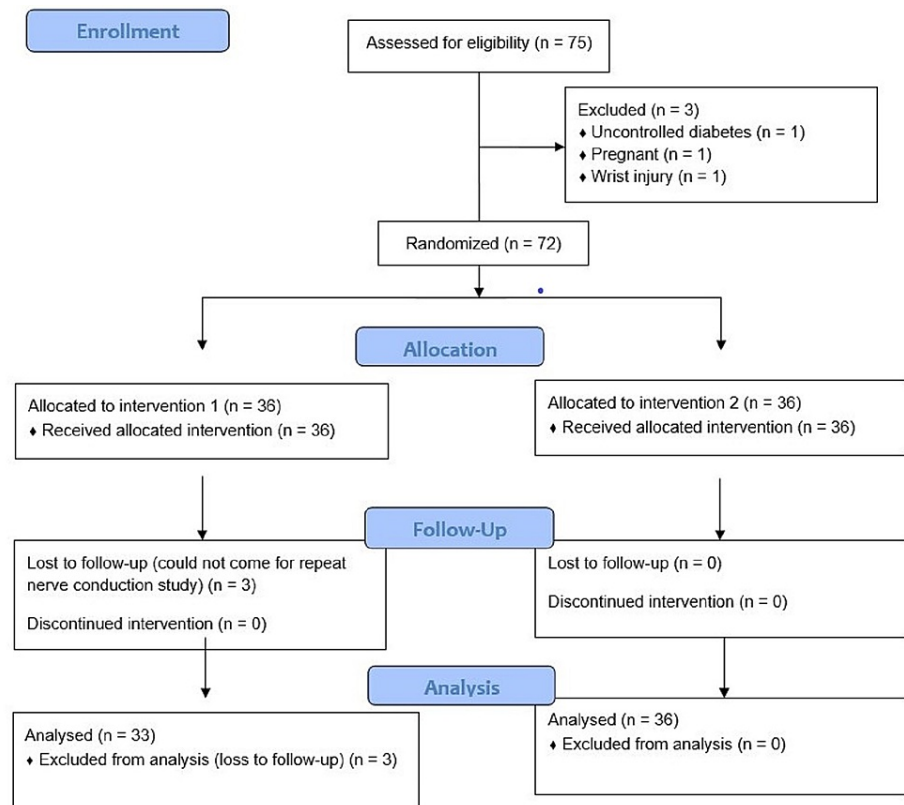 Enrollment
Assessed for eligibility (n = 75)
Excluded (n = 3)
♦ Uncontrolled diabetes (n = 1)
♦ Pregnant (n = 1)
♦ Wrist injury (n = 1)
Randomized (n = 72)
Allocation
Allocated to intervention 1 (n = 36)
♦ Received allocated intervention (n = 36)
Allocated to intervention 2 (n = 36)
♦ Received allocated intervention (n = 36)
Follow-Up
Lost to follow-up (could not come for repeat
nerve conduction study) (n = 3)
Discontinued intervention (n = 0)
Lost to follow-up (n = 0)
Discontinued intervention (n = 0)
Analysis
Analysed (n = 33)
♦ Excluded from analysis (loss to follow-up) (n = 3)
Analysed (n = 36)
♦ Excluded from analysis (n = 0)